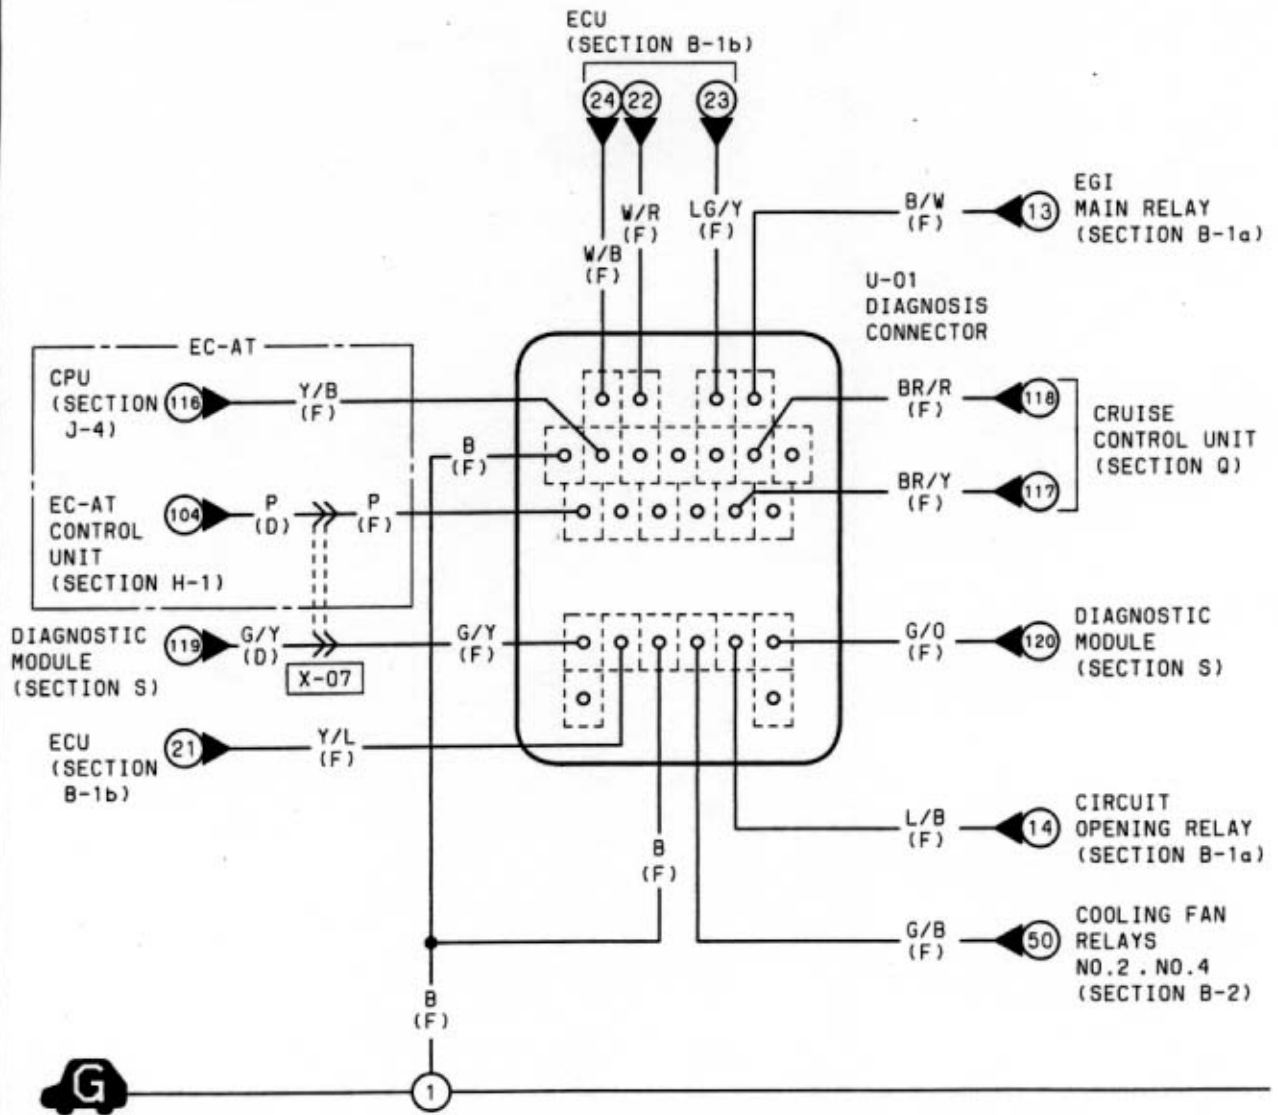 ECU
(SECTION B-1b)
24 22 23
W/B
(F)
W/R
(F)
LG/Y
(F)
B/W
(F)
13
EGI
MAIN RELAY
(SECTION B-1a)
U-01
DIAGNOSIS
CONNECTOR
EC-AT
CPU
(SECTION
J-4)
116
Y/B
(F)
B
(F)
BR/R
(F)
118
CRUISE
CONTROL UNIT
(SECTION Q)
BR/Y
(F)
117
EC-AT
CONTROL
UNIT
(SECTION H-1)
104
P
(D)
P
(F)
DIAGNOSTIC
MODULE
(SECTION S)
119
G/Y
(D)
X-07
G/Y
(F)
G/O
(F)
120
DIAGNOSTIC
MODULE
(SECTION S)
ECU
(SECTION
B-1b)
21
Y/L
(F)
L/B
(F)
14
CIRCUIT
OPENING RELAY
(SECTION B-1a)
B
(F)
G/B
(F)
50
COOLING FAN
RELAYS
NO.2 . NO.4
(SECTION B-2)
B
(F)
G
1